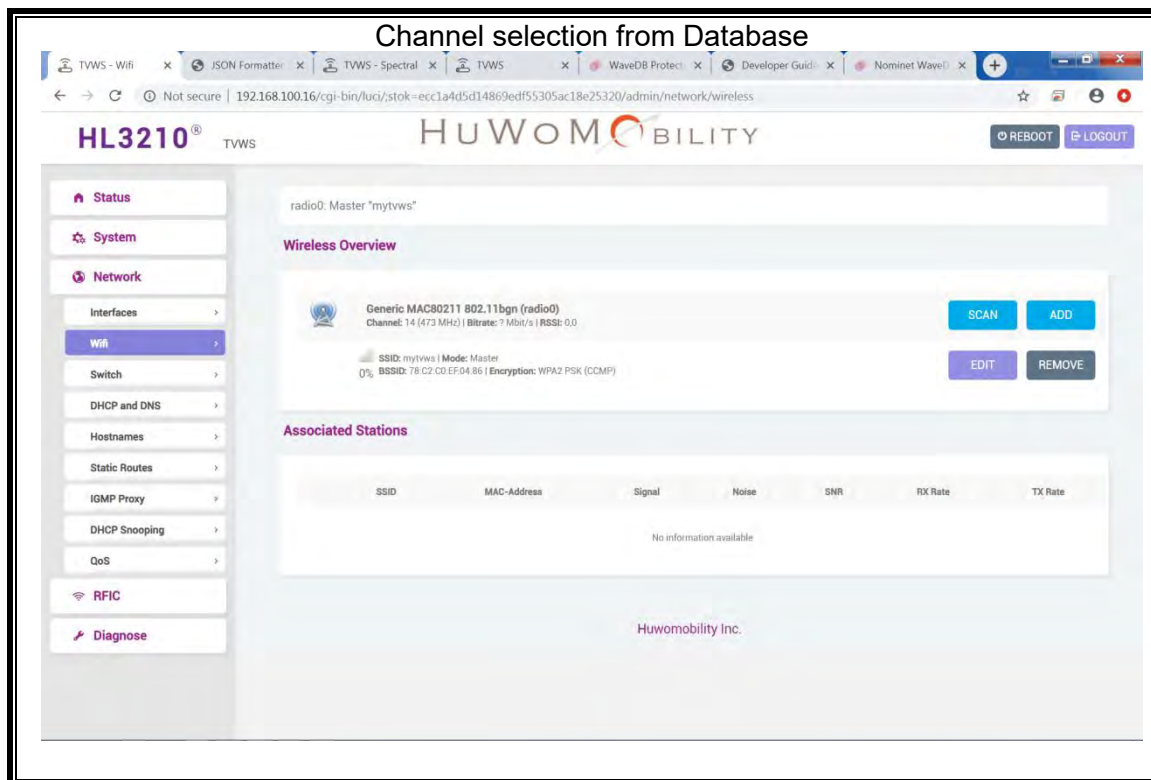 Channel selection from Database
TVWS - Wifi JSON Formatter TVWS - Spectral TVWS WaveDB Protec Developer Guid Nominet WaveD
Not secure | 192.168.100.16/cgi-bin/luci/;stok=ecc1a4d5d14869edf55305ac18e25320/admin/network/wireless
HL3210® TVWS HUWOMOBILITY REBOOT LOGOUT
Status
System
Network
Interfaces
Wifi
Switch
DHCP and DNS
Hostnames
Static Routes
IGMP Proxy
DHCP Snooping
QoS
RFIC
Diagnose
radio0: Master "mytvws"
Wireless Overview
Generic MAC80211 802.11bgn (radio0)
Channel: 14 (473 MHz) | Bitrate: ? Mbit/s | RSSI: 0,0
SCAN ADD
SSID: mytvws | Mode: Master
0% BSSID: 78:C2:C0:EF:04:86 | Encryption: WPA2 PSK (CCMP)
EDIT REMOVE
Associated Stations
SSID MAC-Address Signal Noise SNR RX Rate TX Rate
No information available
Huwomobility Inc.